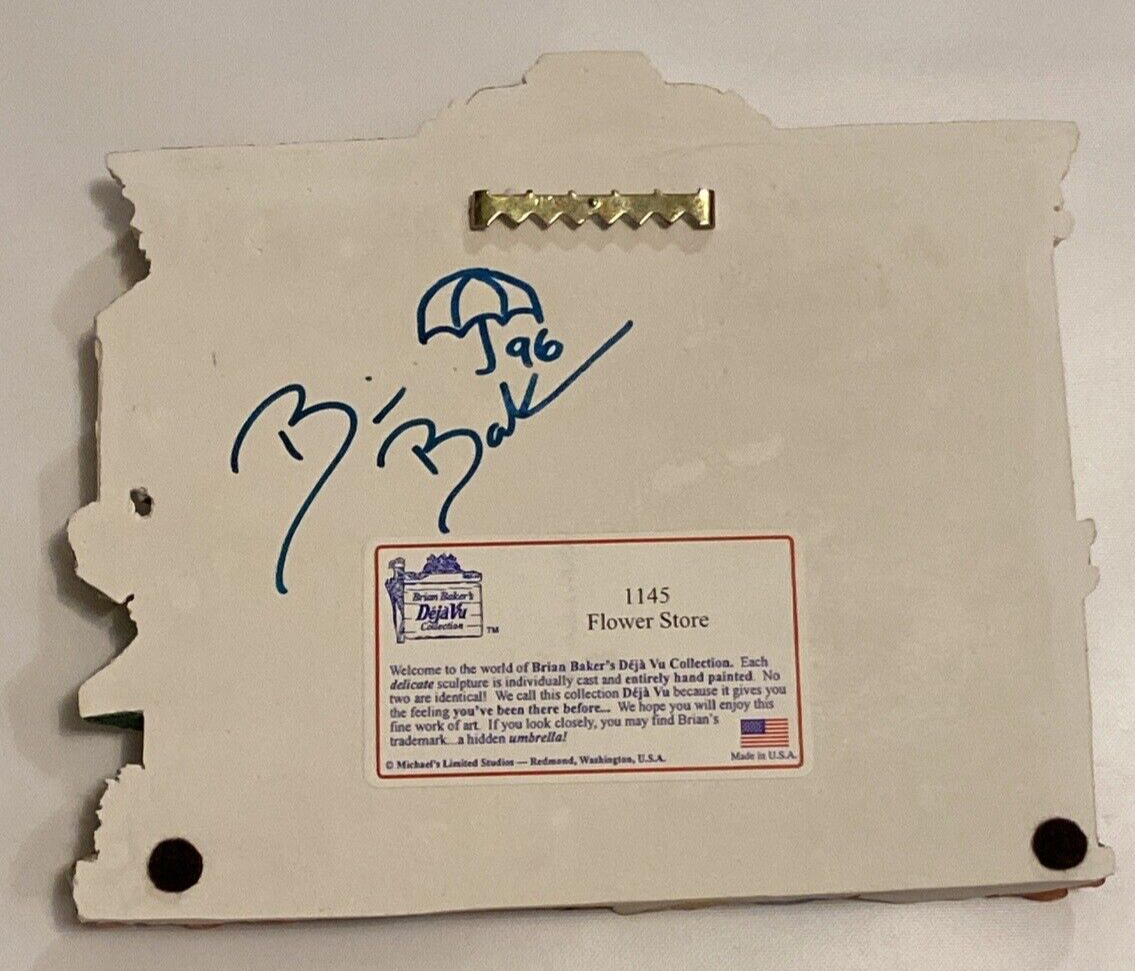 96
Bri Bak
Brian Baker's
Déjà Vu
Collection
TM
1145
Flower Store
Welcome to the world of Brian Baker's Déjà Vu Collection. Each
delicate sculpture is individually cast and entirely hand painted. No
two are identical! We call this collection Déjà Vu because it gives you
the feeling you've been there before... We hope you will enjoy this
fine work of art. If you look closely, you may find Brian's
trademark...a hidden umbrella!
© Michael's Limited Studios — Redmond, Washington, U.S.A.
Made in U.S.A.